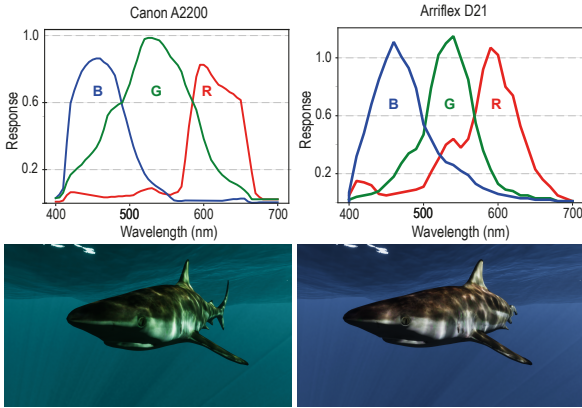 Canon A2200
Response
1.0
0.6
0.2
B
G
R
400
500
600
700
Wavelength (nm)
Arriflex D21
Response
1.0
0.6
0.2
B
G
R
400
500
600
700
Wavelength (nm)